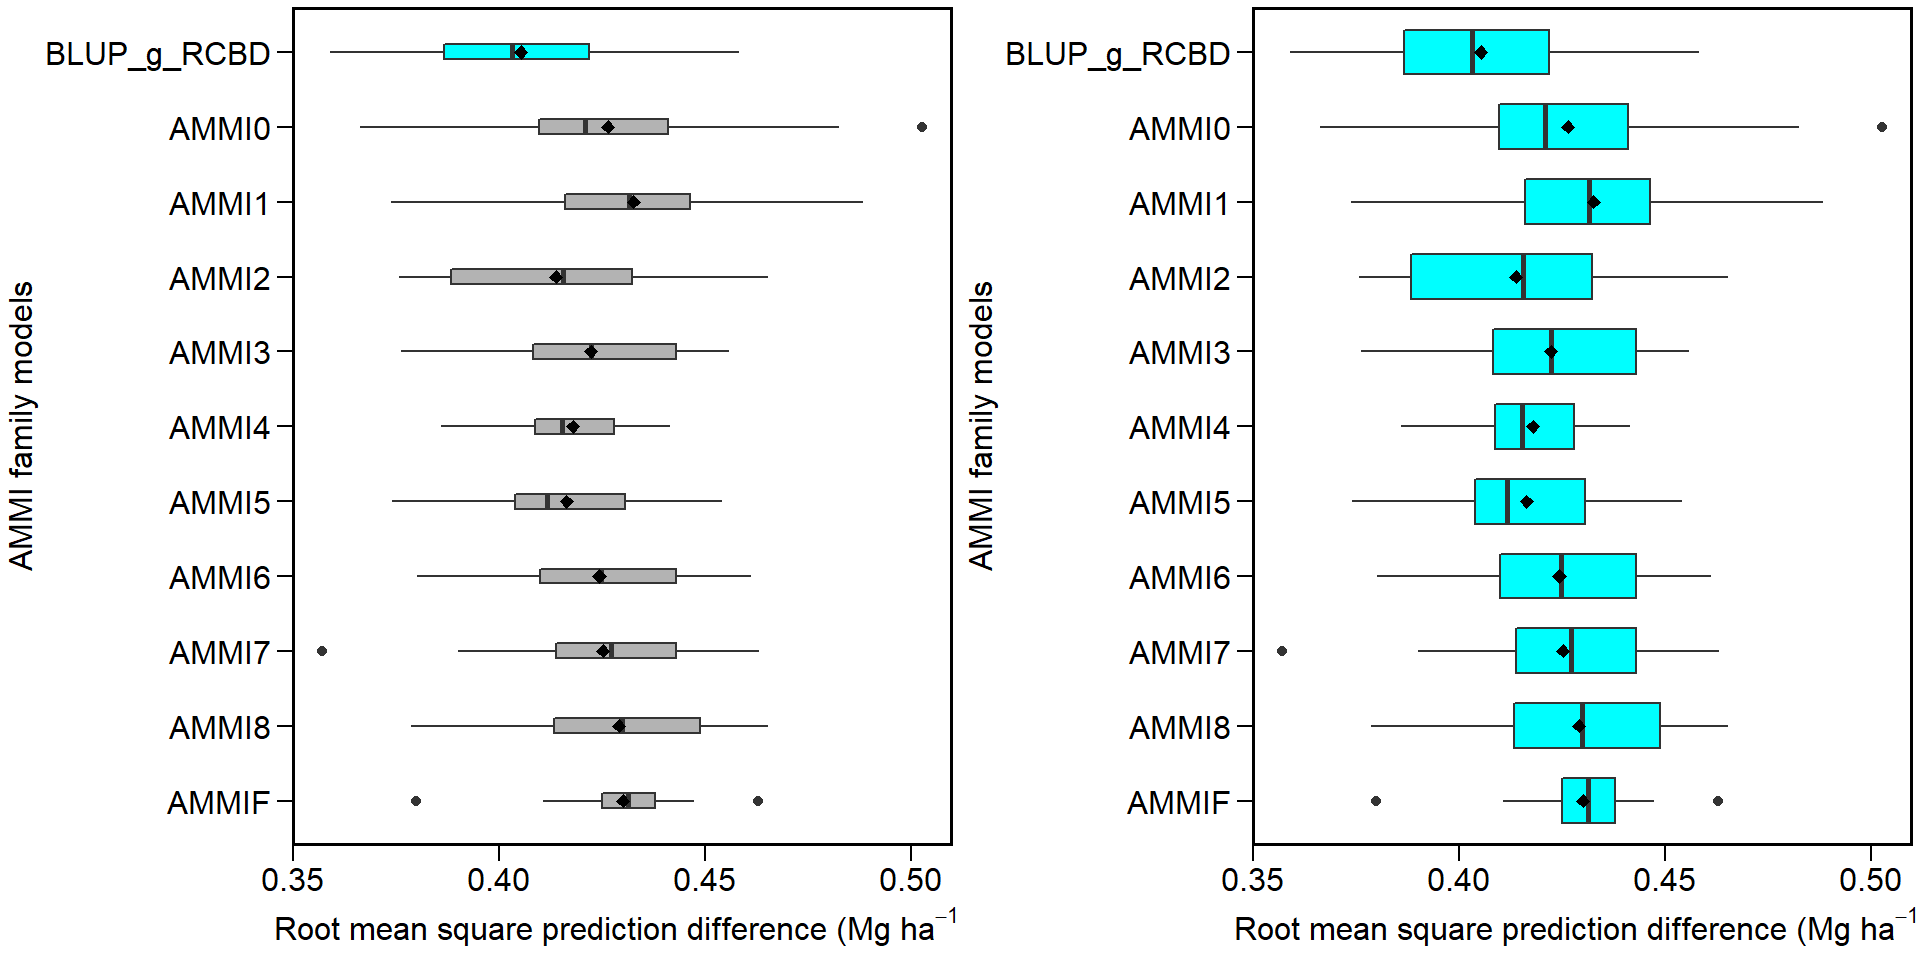 BLUP_g_RCBD
AMMI0
AMMI1
AMMI2
AMMI3
AMMI4
AMMI5
AMMI6
AMMI7
AMMI8
AMMIF
AMMI family models
0.35 0.40 0.45 0.50
Root mean square prediction difference (Mg ha⁻¹
BLUP_g_RCBD
AMMI0
AMMI1
AMMI2
AMMI3
AMMI4
AMMI5
AMMI6
AMMI7
AMMI8
AMMIF
AMMI family models
0.35 0.40 0.45 0.50
Root mean square prediction difference (Mg ha⁻¹